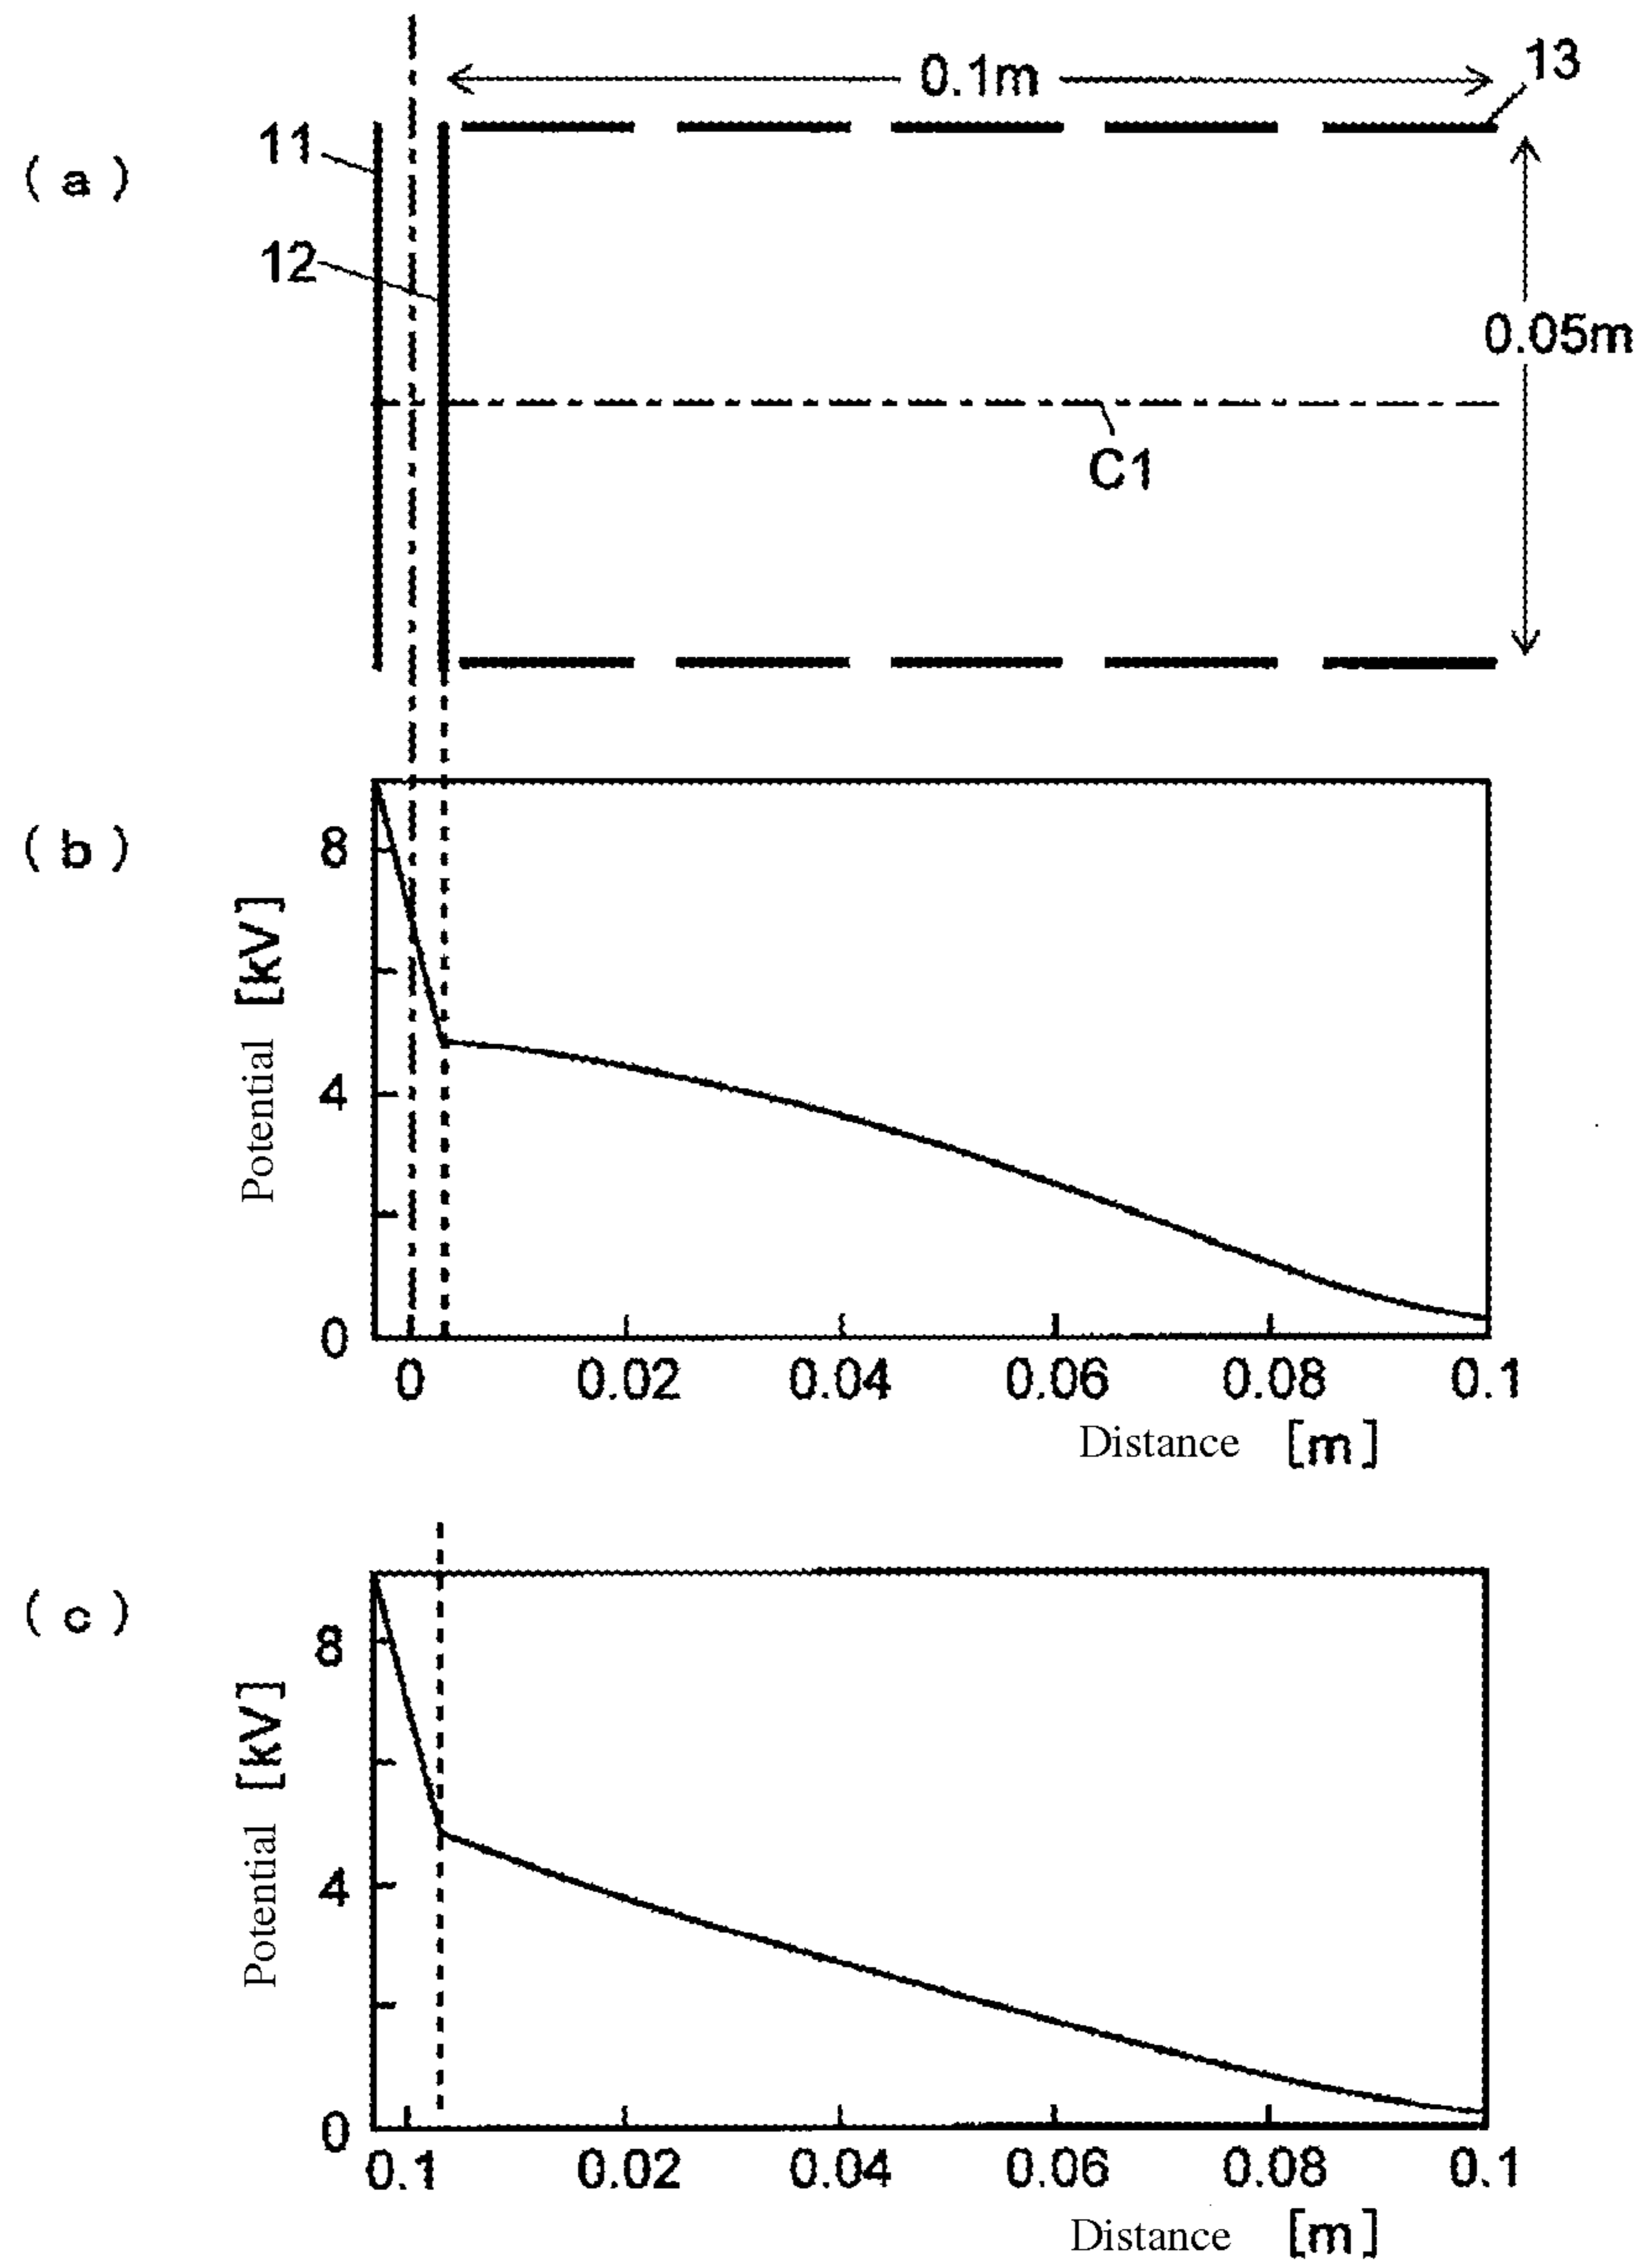 (a)
0.1m
13
11
12
0.05m
C1
(b)
8
4
0
Potential [kV]
0 0.02 0.04 0.06 0.08 0.1
Distance [m]
(c)
8
4
0
Potential [kV]
0.1 0.02 0.04 0.06 0.08 0.1
Distance [m]